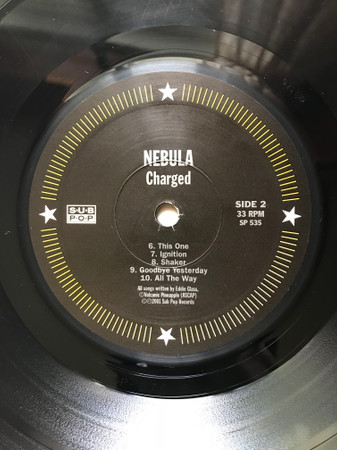 NEBULA
Charged
SUB
POP
SIDE 2
33 RPM
SP 535
6. This One
7. Ignition
8. Shaker
9. Goodbye Yesterday
10. All The Way
All songs written by Eddie Glass,
©Volcanic Pineapple (ASCAP)
℗©2001 Sub Pop Records